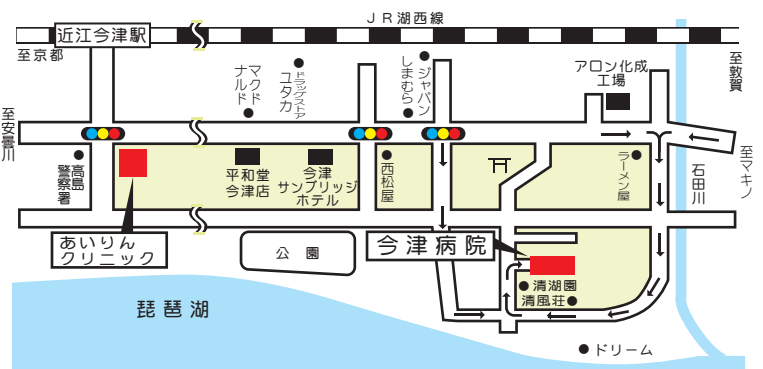 JR湖西線
近江今津駅
至京都
至敦賀
マクド
ナルド
ドラッグストア
ユタカ
ジャパン
しまむら
アロン化成
工場
至安曇川
至マキノ
高島
警察署
平和堂
今津店
今津
サンブリッジ
ホテル
西松屋
ラーメン屋
石田川
あいりん
クリニック
公園
今津病院
清湖園
清風荘
琵琶湖
ドリーム